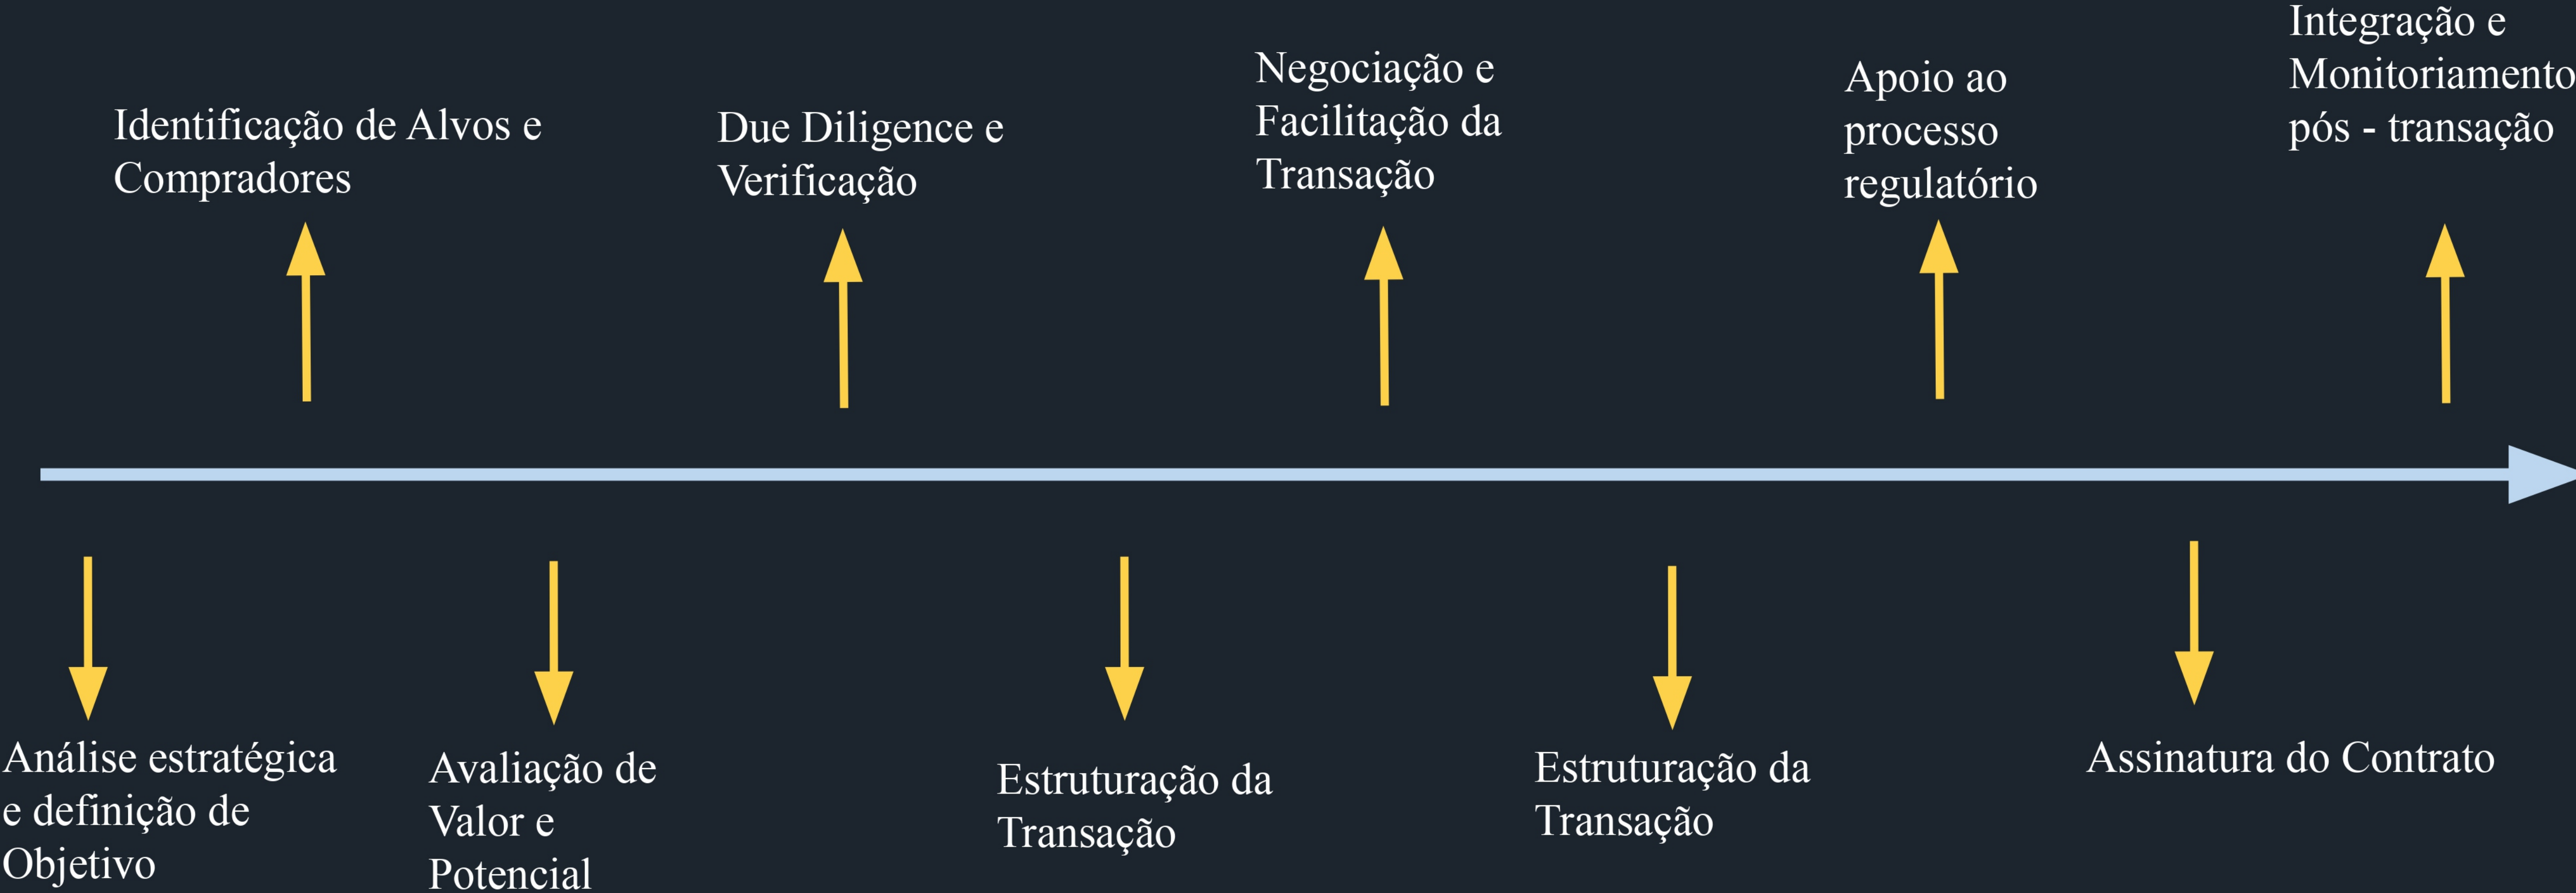 Identificação de Alvos e
Compradores
Due Diligence e
Verificação
Negociação e
Facilitação da
Transação
Apoio ao
processo
regulatório
Integração e
Monitoriamento
pós - transação
Análise estratégica
e definição de
Objetivo
Avaliação de
Valor e
Potencial
Estruturação da
Transação
Estruturação da
Transação
Assinatura do Contrato